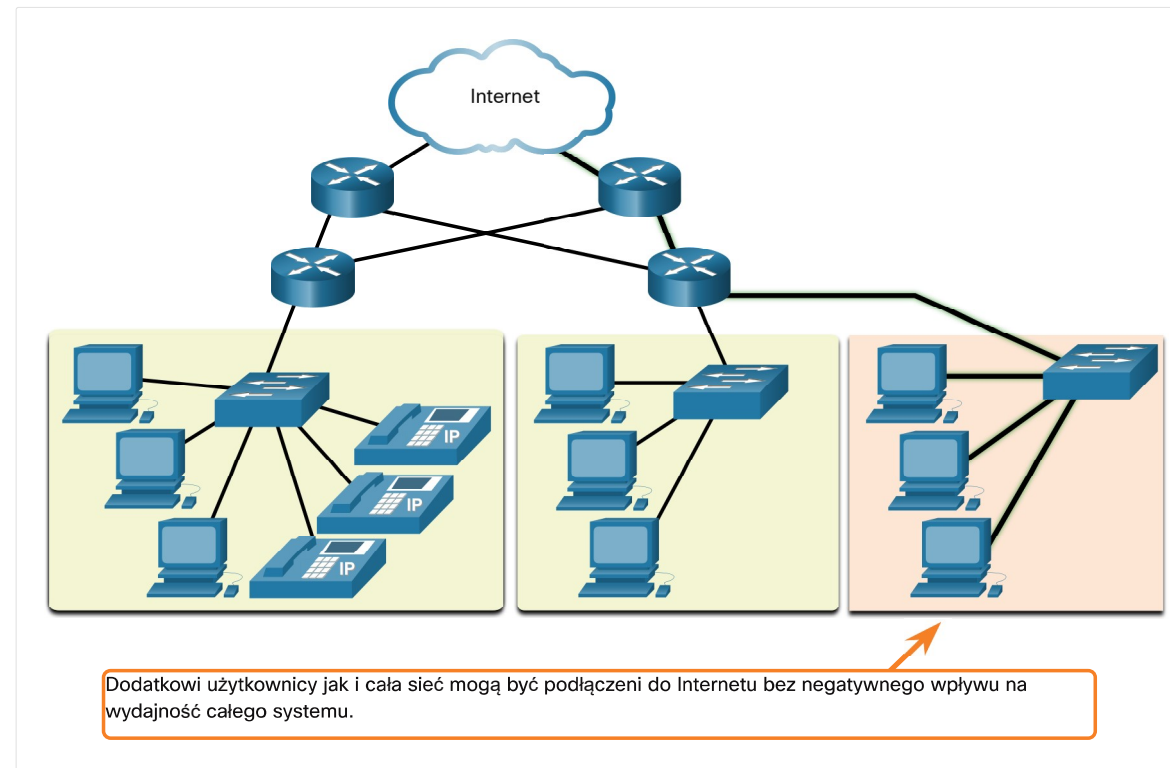 Internet
IP
IP
IP
Dodatkowi użytkownicy jak i cała sieć mogą być podłączeni do Internetu bez negatywnego wpływu na
wydajność całego systemu.